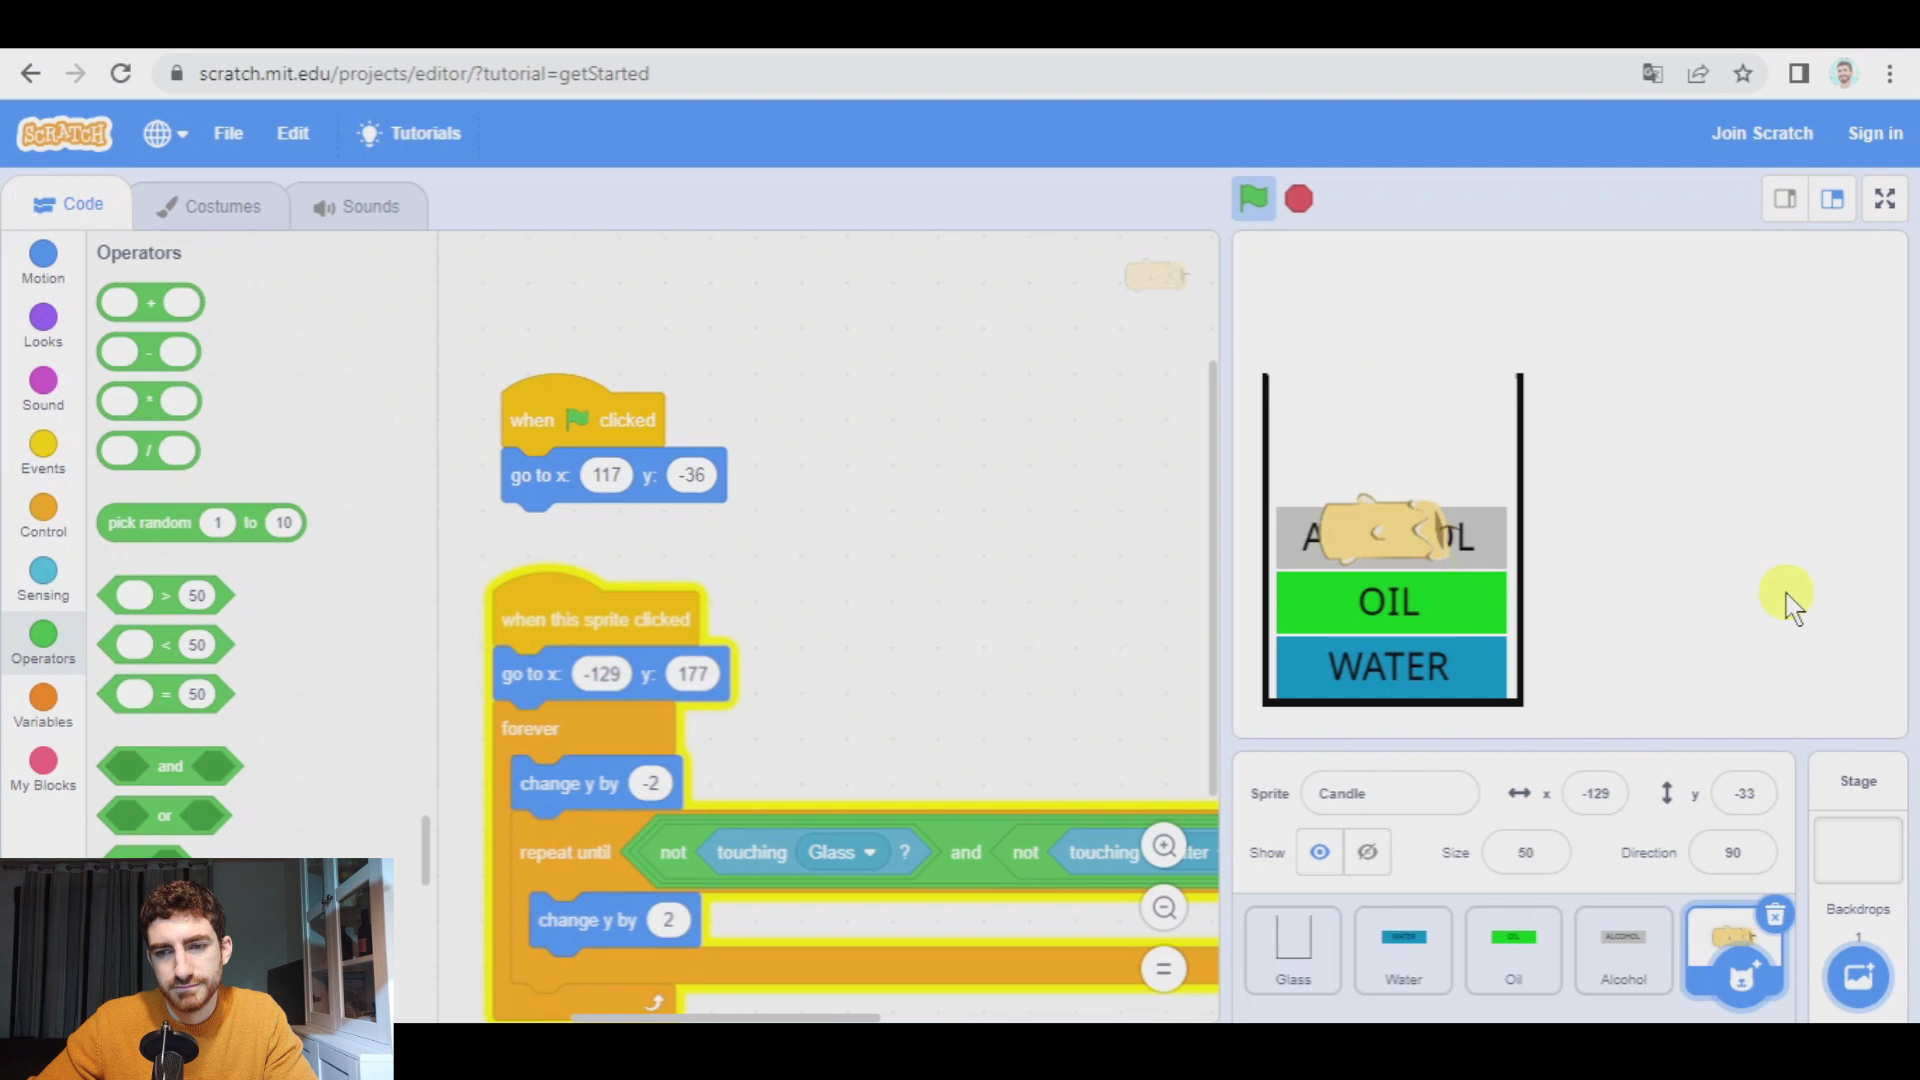 scratch.mit.edu/projects/editor/?tutorial=getStarted
SCRATCH
File
Edit
Tutorials
Join Scratch
Sign in
Code
Costumes
Sounds
Motion
Looks
Sound
Events
Control
Sensing
Operators
Variables
My Blocks
Operators
+
-
*
/
pick random 1 to 10
> 50
< 50
= 50
and
or
when clicked
go to x: 117 y: -36
when this sprite clicked
go to x: -129 y: 177
forever
change y by -2
repeat until not touching Glass ? and not touching
change y by 2
OIL
WATER
Sprite Candle x -129 y -33
Show Size 50 Direction 90
Glass
WATER
Water
OIL
Oil
ALCOHOL
Alcohol
Stage
Backdrops
1